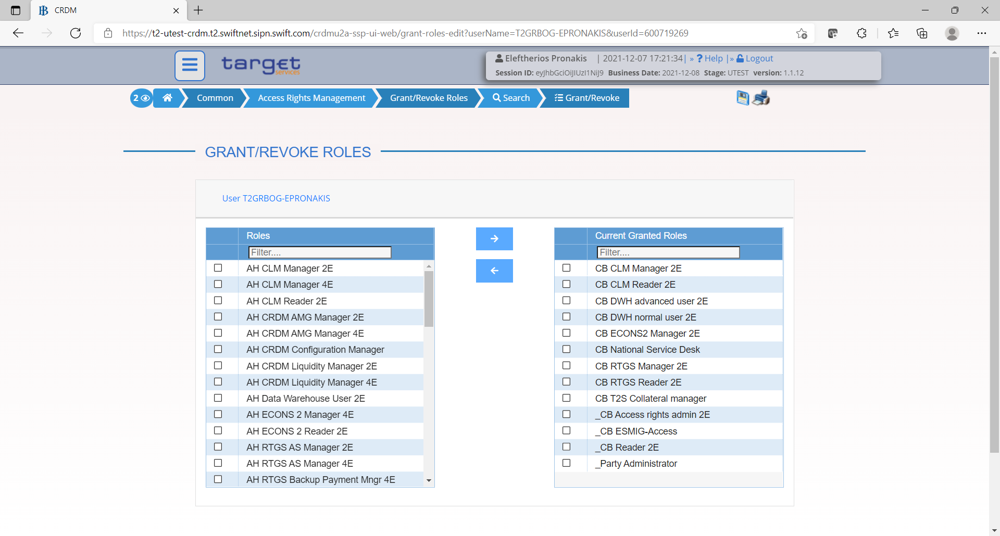 CRDM
https://t2-utest-crdm.t2.swiftnet.sipn.swift.com/crdmu2a-ssp-ui-web/grant-roles-edit?userName=T2GRBOG-EPRONAKIS&userId=600719269
target
services
Eleftherios Pronakis | 2021-12-07 17:21:34| » ? Help |» Logout
Session ID: eyJhbGciOiJIUzI1NiJ9 Business Date: 2021-12-08 Stage: UTEST version: 1.1.12
2 Common Access Rights Management Grant/Revoke Roles Search Grant/Revoke
GRANT/REVOKE ROLES
User T2GRBOG-EPRONAKIS
Roles
Filter....
AH CLM Manager 2E
AH CLM Manager 4E
AH CLM Reader 2E
AH CRDM AMG Manager 2E
AH CRDM AMG Manager 4E
AH CRDM Configuration Manager
AH CRDM Liquidity Manager 2E
AH CRDM Liquidity Manager 4E
AH Data Warehouse User 2E
AH ECONS 2 Manager 4E
AH ECONS 2 Reader 2E
AH RTGS AS Manager 2E
AH RTGS AS Manager 4E
AH RTGS Backup Payment Mngr 4E
Current Granted Roles
Filter....
CB CLM Manager 2E
CB CLM Reader 2E
CB DWH advanced user 2E
CB DWH normal user 2E
CB ECONS2 Manager 2E
CB National Service Desk
CB RTGS Manager 2E
CB RTGS Reader 2E
CB T2S Collateral manager
_CB Access rights admin 2E
_CB ESMIG-Access
_CB Reader 2E
_Party Administrator